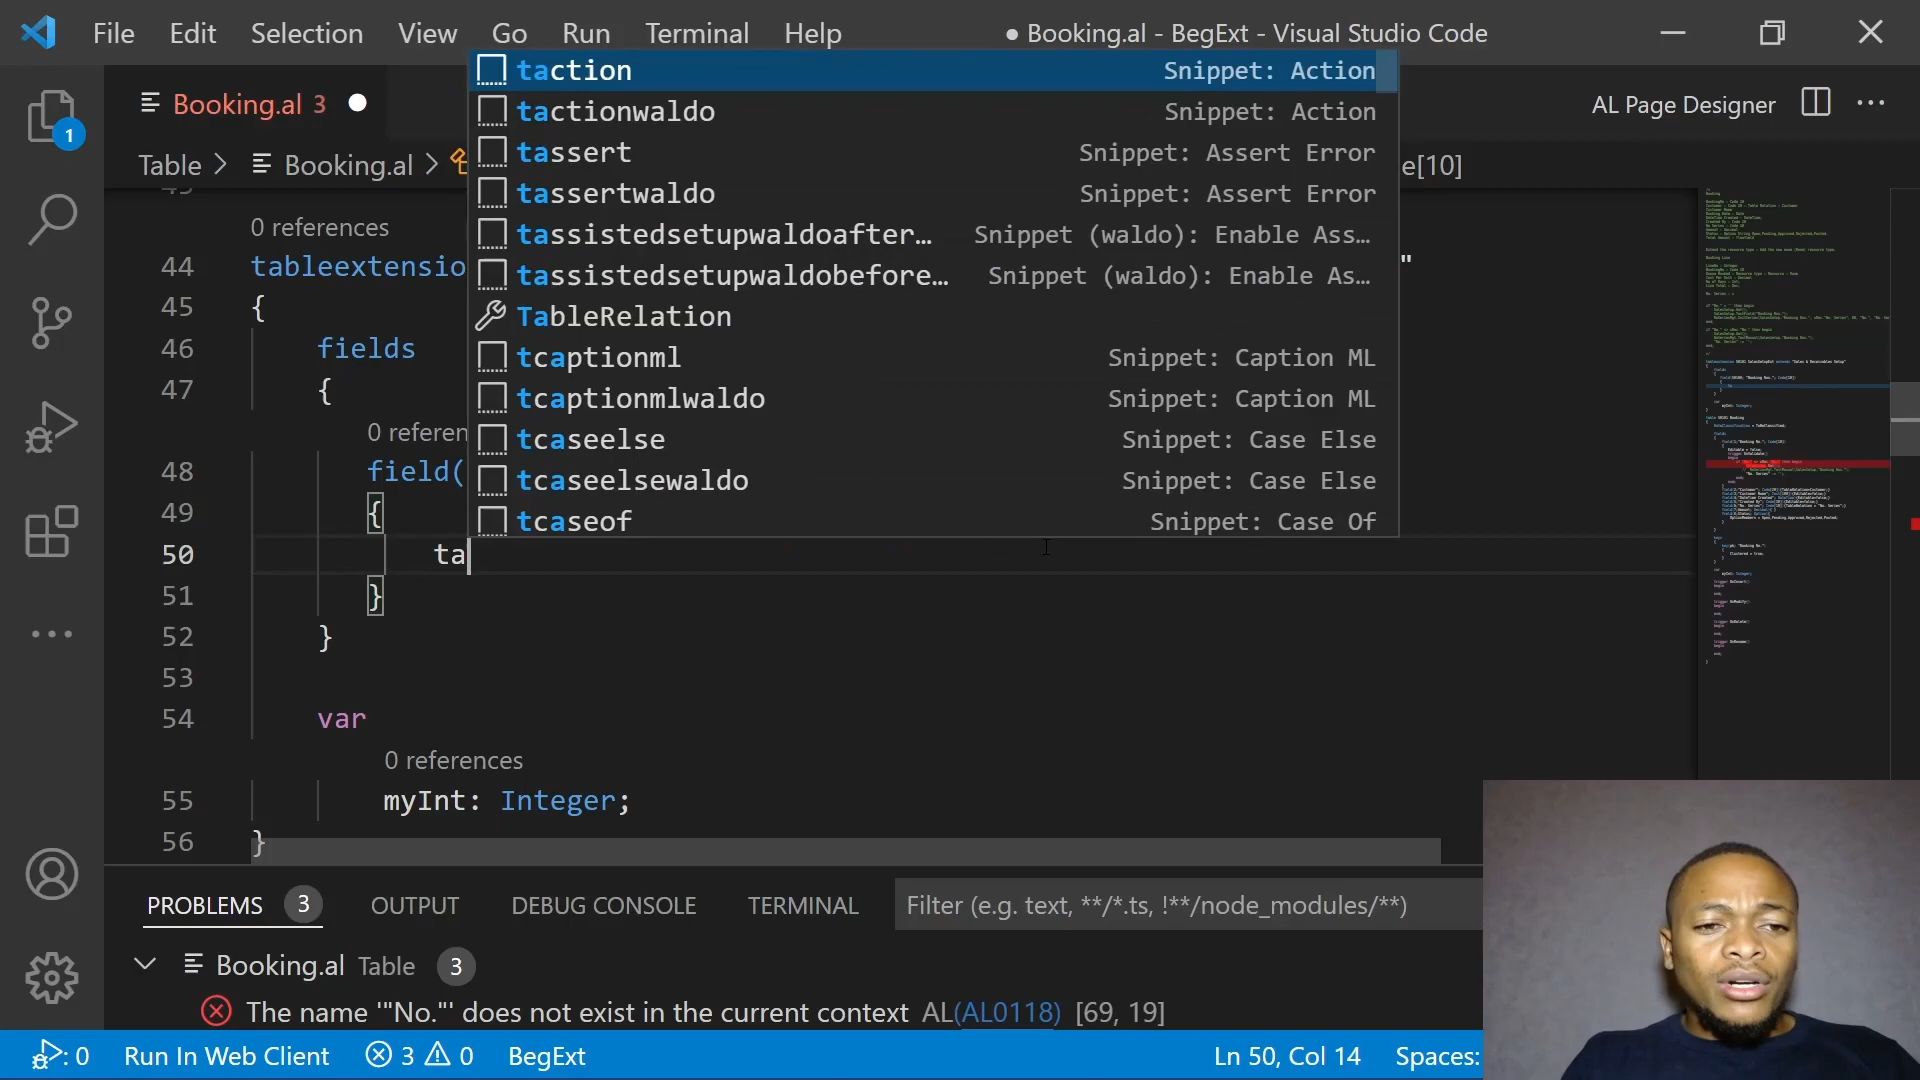 File Edit Selection View Go Run Terminal Help ● Booking.al - BegExt - Visual Studio Code
Booking.al 3 AL Page Designer
Table > Booking.al > e[10]
0 references
44 tableextensio "
45 {
46 fields
47 {
0 referen
48 field(
49 {
50 ta
51 }
52 }
53
54 var
0 references
55 myInt: Integer;
56 }
taction Snippet: Action
tactionwaldo Snippet: Action
tassert Snippet: Assert Error
tassertwaldo Snippet: Assert Error
tassistedsetupwaldoafter… Snippet (waldo): Enable Ass…
tassistedsetupwaldobefore… Snippet (waldo): Enable As…
TableRelation
tcaptionml Snippet: Caption ML
tcaptionmlwaldo Snippet: Caption ML
tcaseelse Snippet: Case Else
tcaseelsewaldo Snippet: Case Else
tcaseof Snippet: Case Of
1
PROBLEMS 3 OUTPUT DEBUG CONSOLE TERMINAL Filter (e.g. text, **/*.ts, !**/node_modules/**)
Booking.al Table 3
The name '"No."' does not exist in the current context AL(AL0118) [69, 19]
: 0 Run In Web Client 3 0 BegExt Ln 50, Col 14 Spaces: